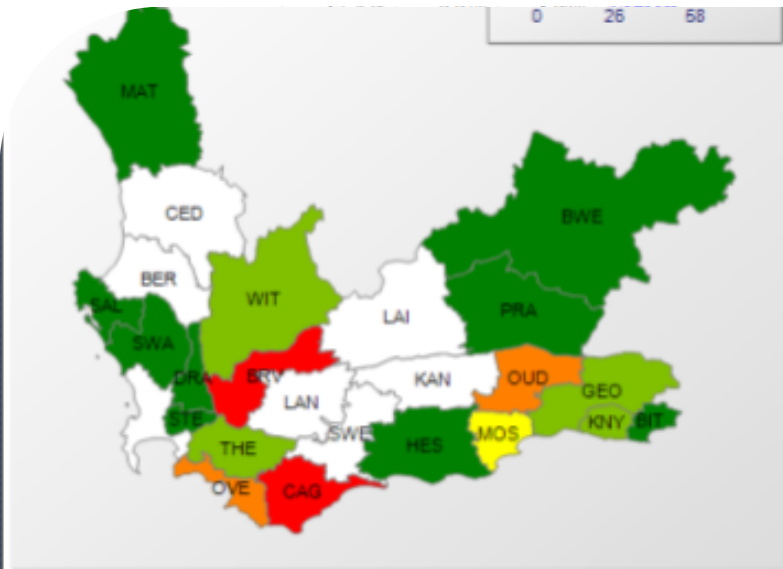 0 26 58
MAT
CED
BWE
BER
WIT
SAL
PRA
LAI
SWA
DRA
BRV
KAN
OUD
GEO
LAN
STE
KNY
BIT
SWE
MOS
THE
HES
OVE
CAG